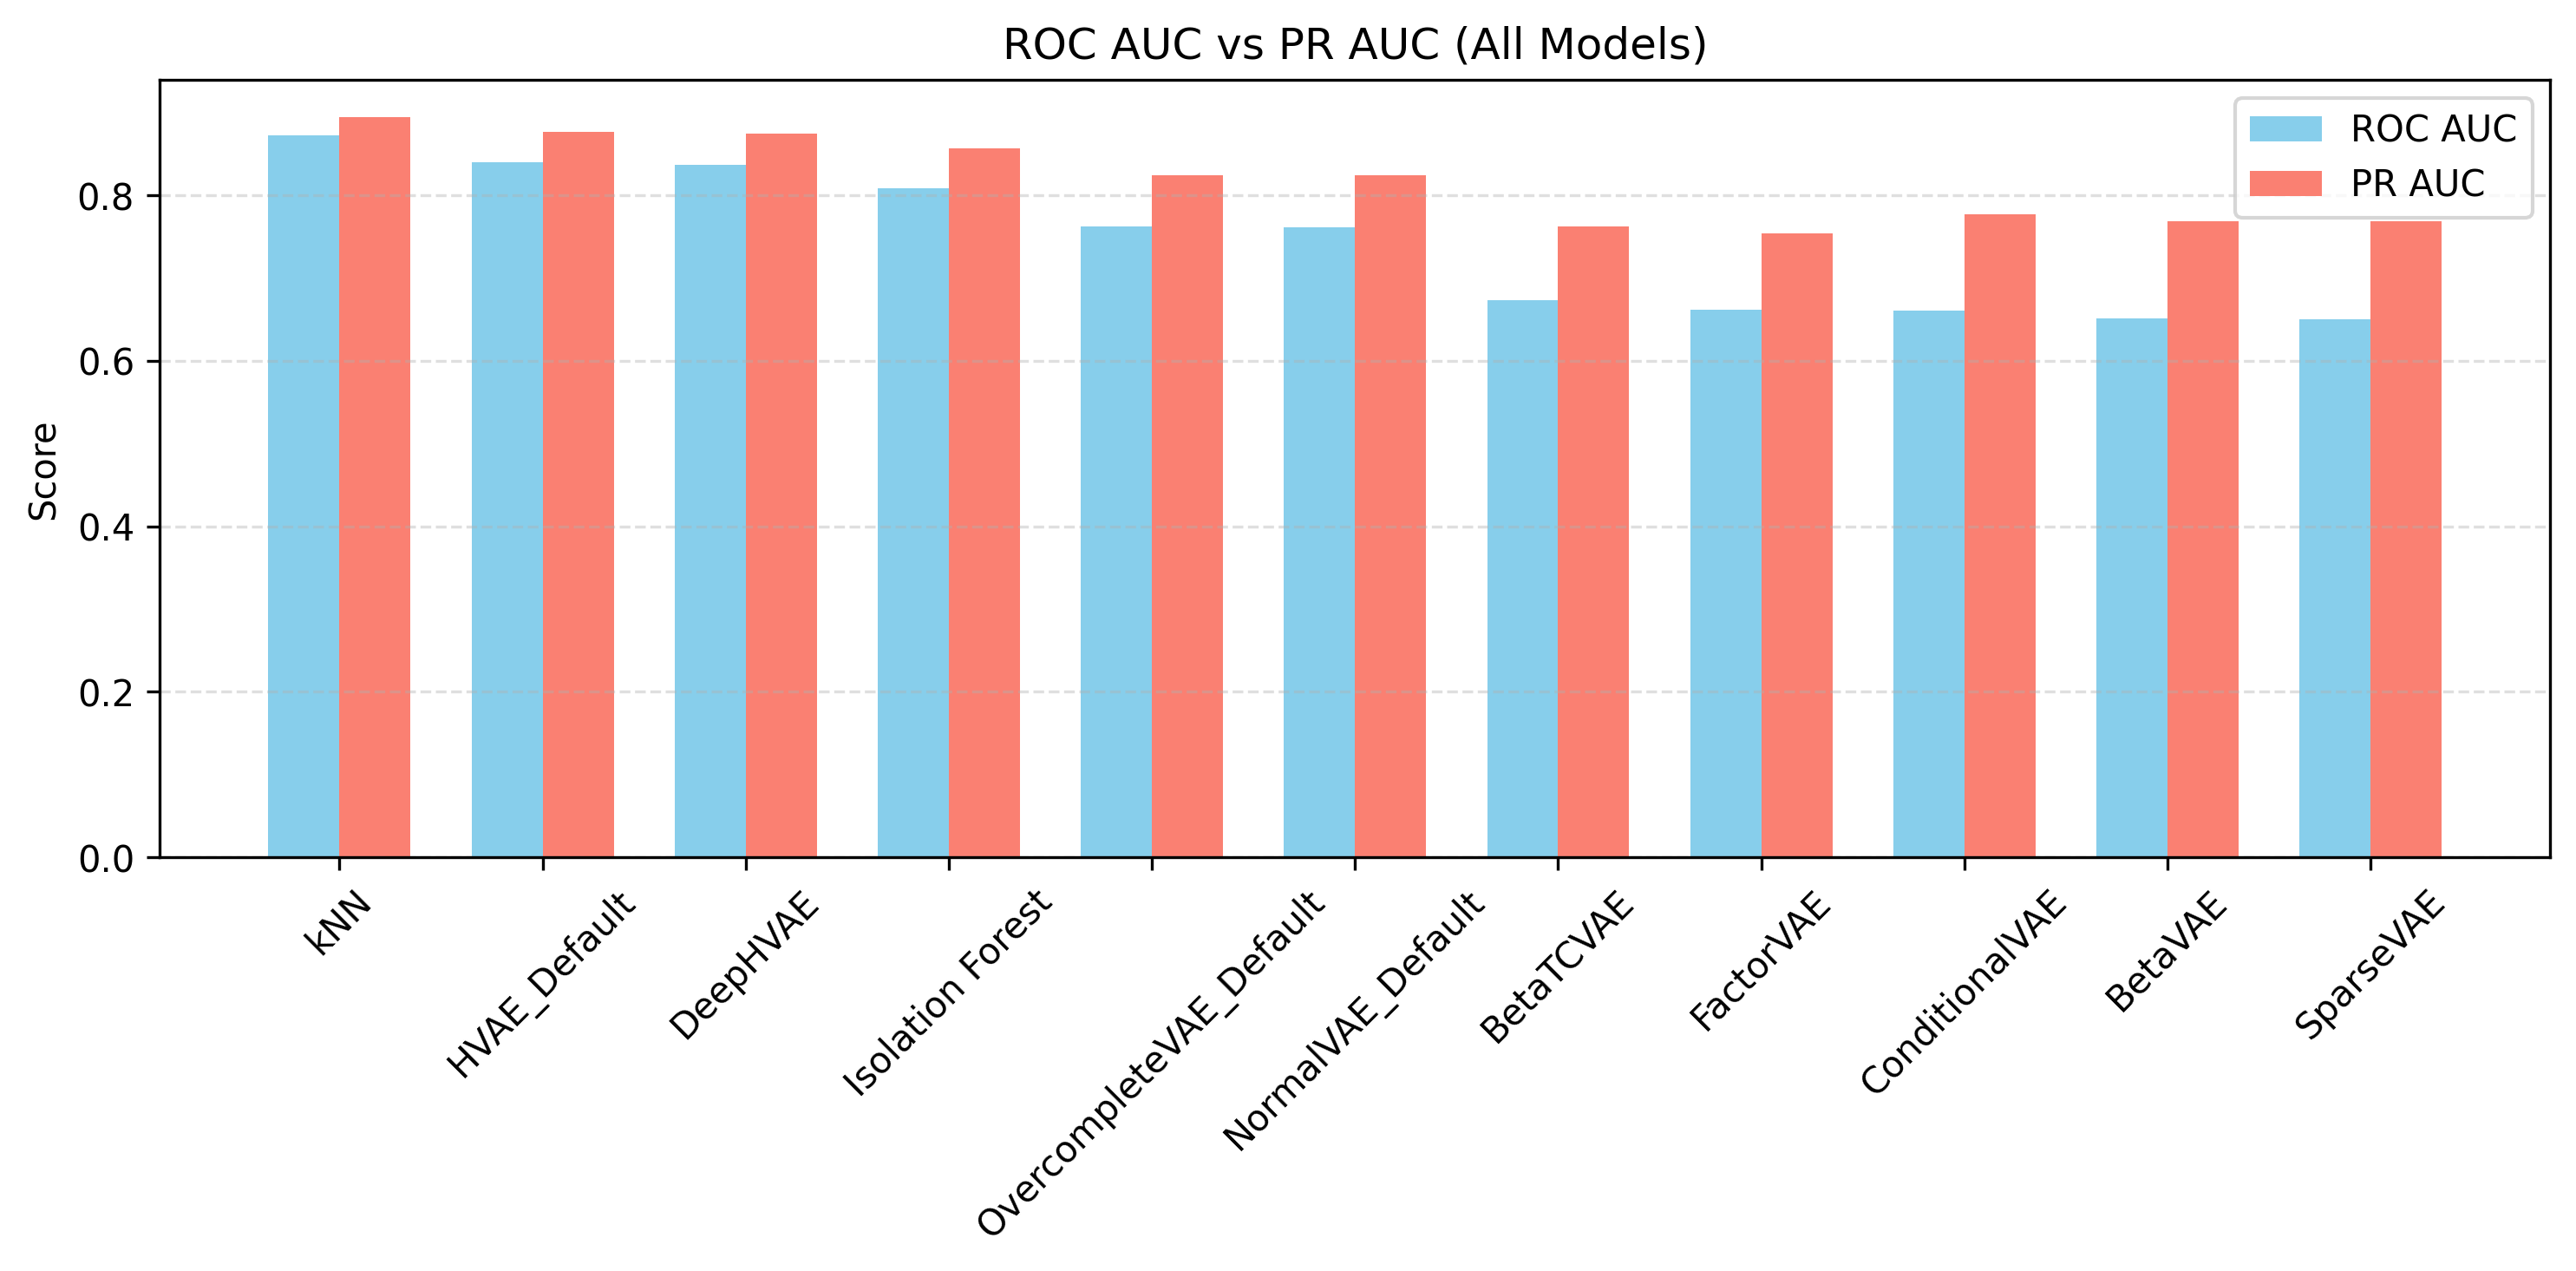 ROC AUC vs PR AUC (All Models)
ROC AUC
PR AUC
Score
0.8
0.6
0.4
0.2
0.0
kNN
HVAE_Default
DeepHVAE
Isolation Forest
OvercompleteVAE_Default
NormalVAE_Default
BetaTCVAE
FactorVAE
ConditionalVAE
BetaVAE
SparseVAE